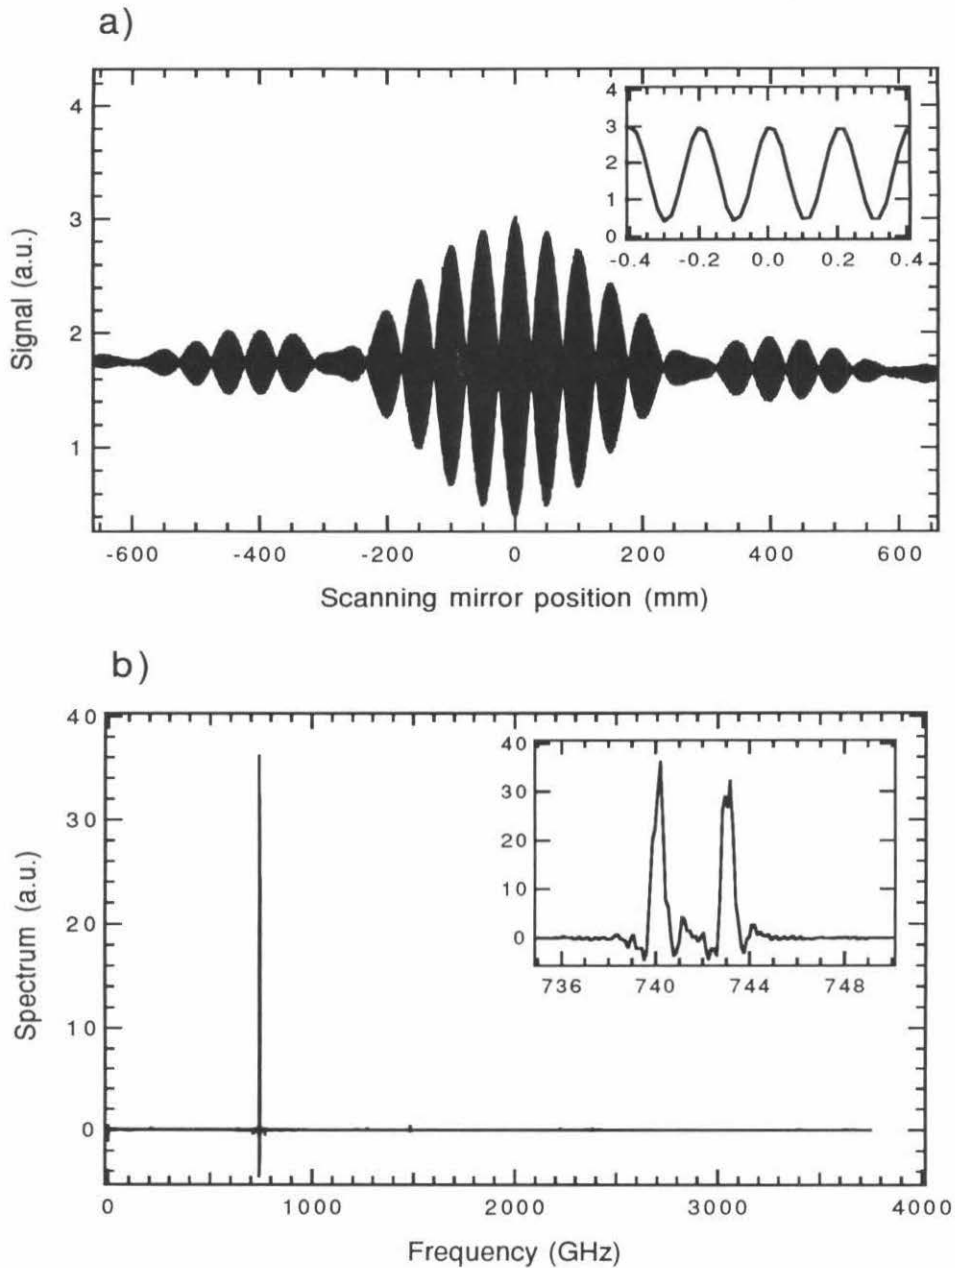 a)
4
3
2
1
Signal (a.u.)
-600 -400 -200 0 200 400 600
Scanning mirror position (mm)
4
3
2
1
0
-0.4 -0.2 0.0 0.2 0.4
b)
40
30
20
10
0
Spectrum (a.u.)
0 1000 2000 3000 4000
Frequency (GHz)
40
30
20
10
0
736 740 744 748